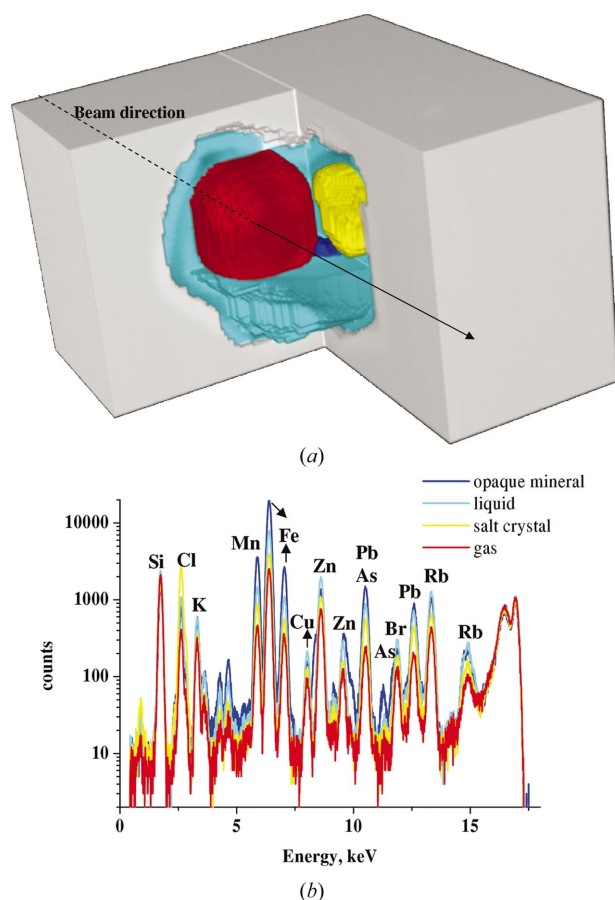 Beam direction
(a)
opaque mineral
liquid
salt crystal
gas
10000
1000
100
10
counts
Si
Cl
K
Mn
Fe
Cu
Zn
Zn
Pb
As
As
Br
Pb
Rb
Rb
0
5
10
15
Energy, keV
(b)